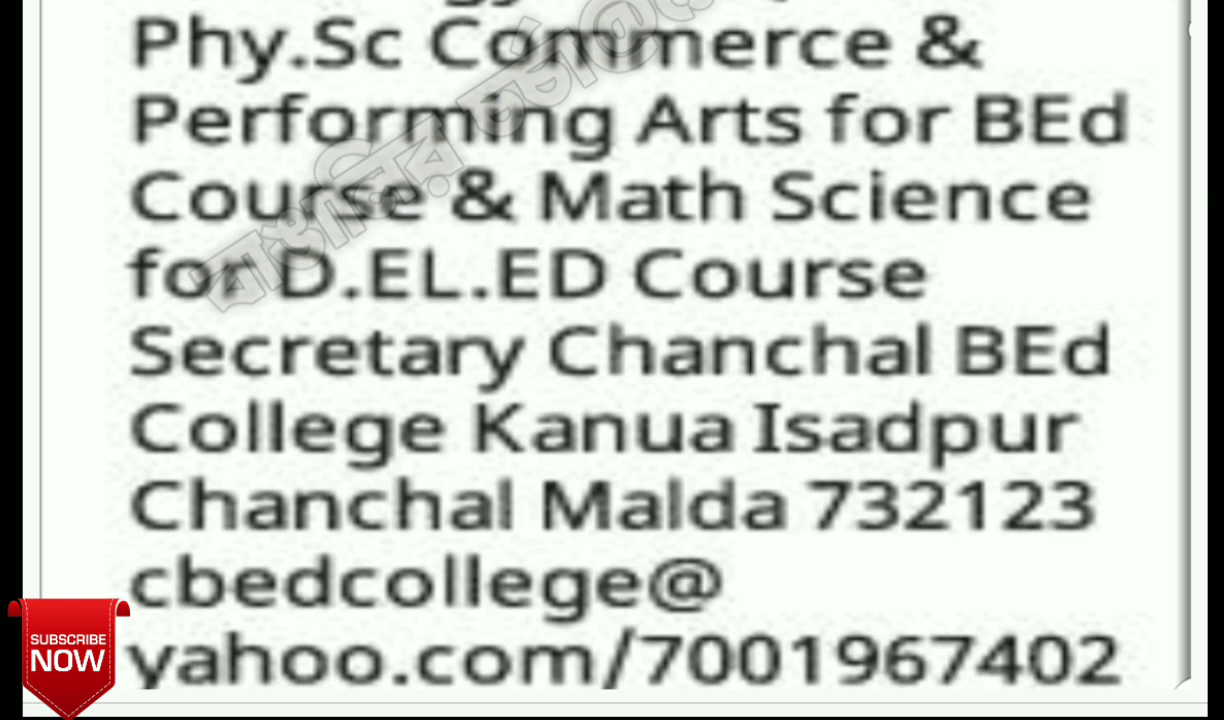 Phy.Sc Commerce &
Performing Arts for BEd
Course & Math Science
for D.EL.ED Course
Secretary Chanchal BEd
College Kanua Isadpur
Chanchal Malda 732123
cbedcollege@
yahoo.com/7001967402
SUBSCRIBE
NOW